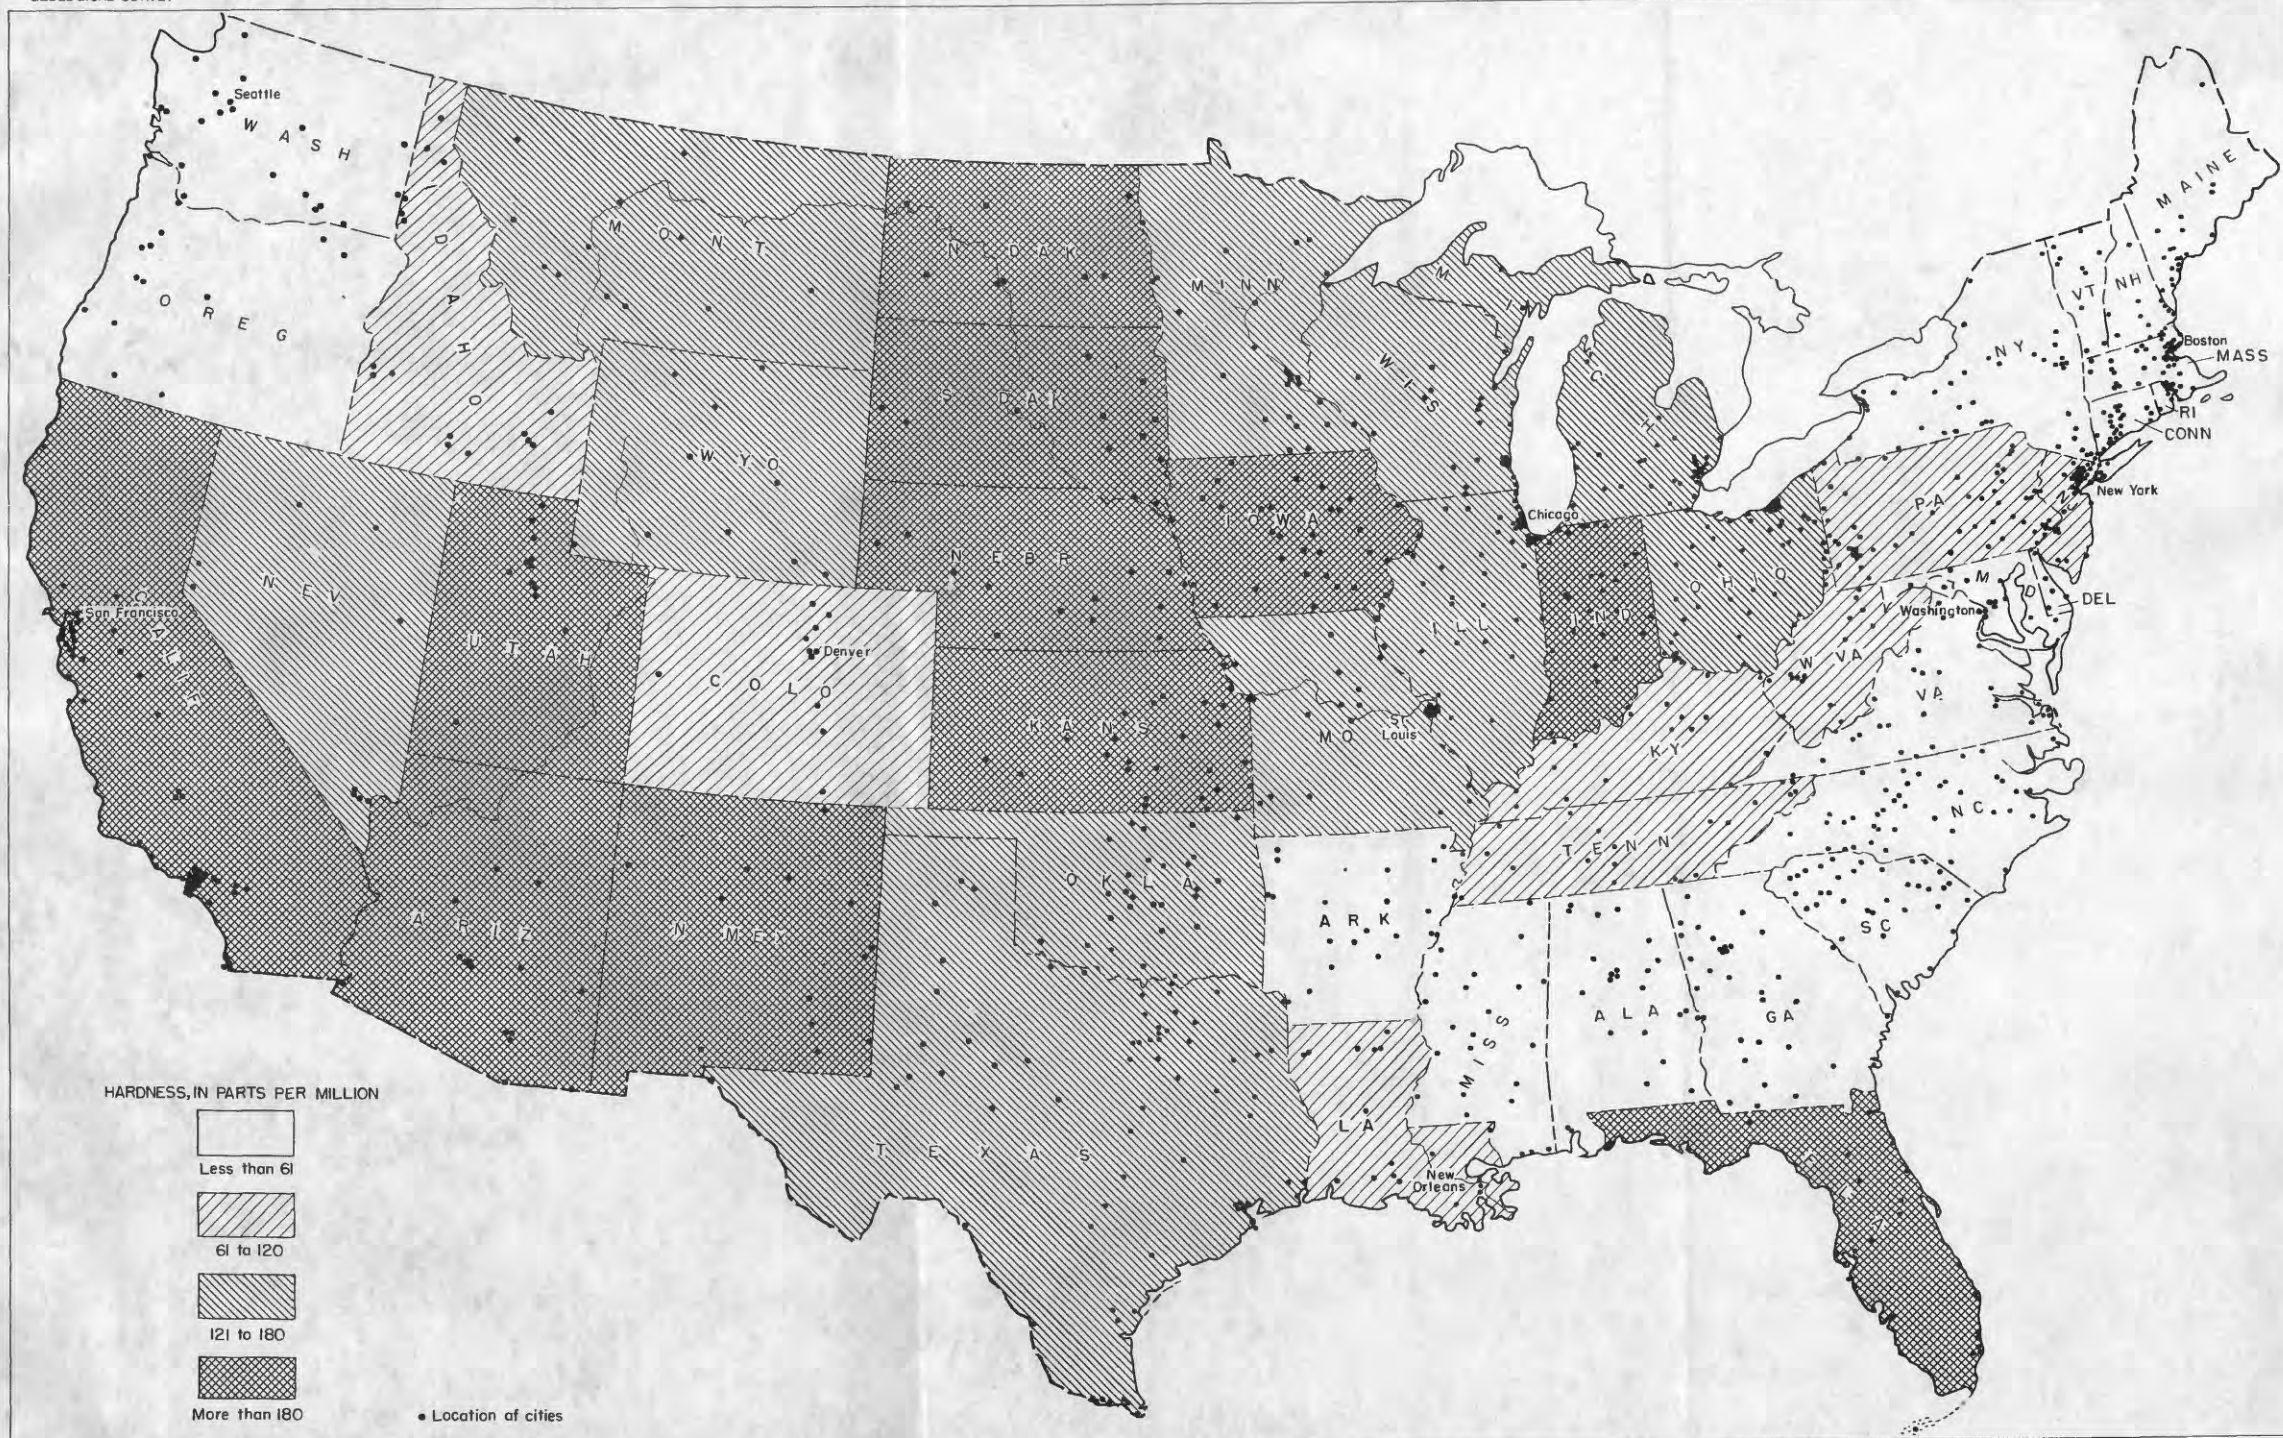 Seattle
WASH
OREG
IDAHO
MONT
N DAK
S DAK
MINN
WIS
MICH
WYO
NEBR
IOWA
Chicago
ILL
IND
OHIO
NEV
UTAH
COLO
Denver
KANS
MO
St
Louis
San Francisco
CALIF
ARIZ
N MEX
OKLA
TEXAS
ARK
LA
New
Orleans
MISS
ALA
GA
FLA
SC
NC
TENN
KY
W VA
VA
V
Washington
MD
DEL
PA
NJ
New York
NY
CONN
RI
MASS
Boston
VT
NH
MAINE
HARDNESS, IN PARTS PER MILLION
Less than 61
61 to 120
121 to 180
More than 180
Location of cities